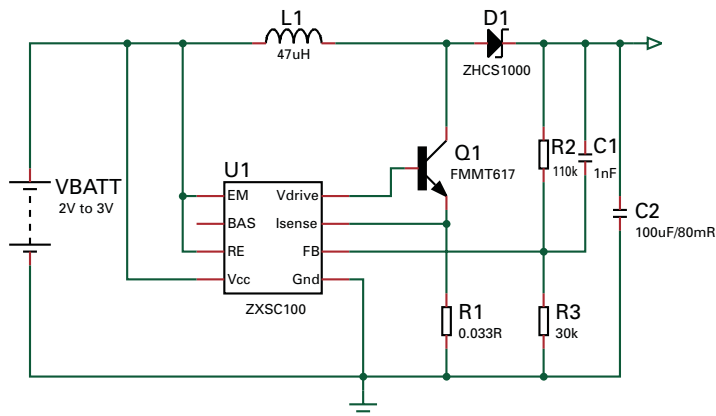 L1
47uH
D1
ZHCS1000
R2
110k
C1
1nF
Q1
FMMT617
U1
VBATT
2V to 3V
EM
BAS
RE
Vcc
Vdrive
Isense
FB
Gnd
ZXSC100
C2
100uF/80mR
R1
0.033R
R3
30k